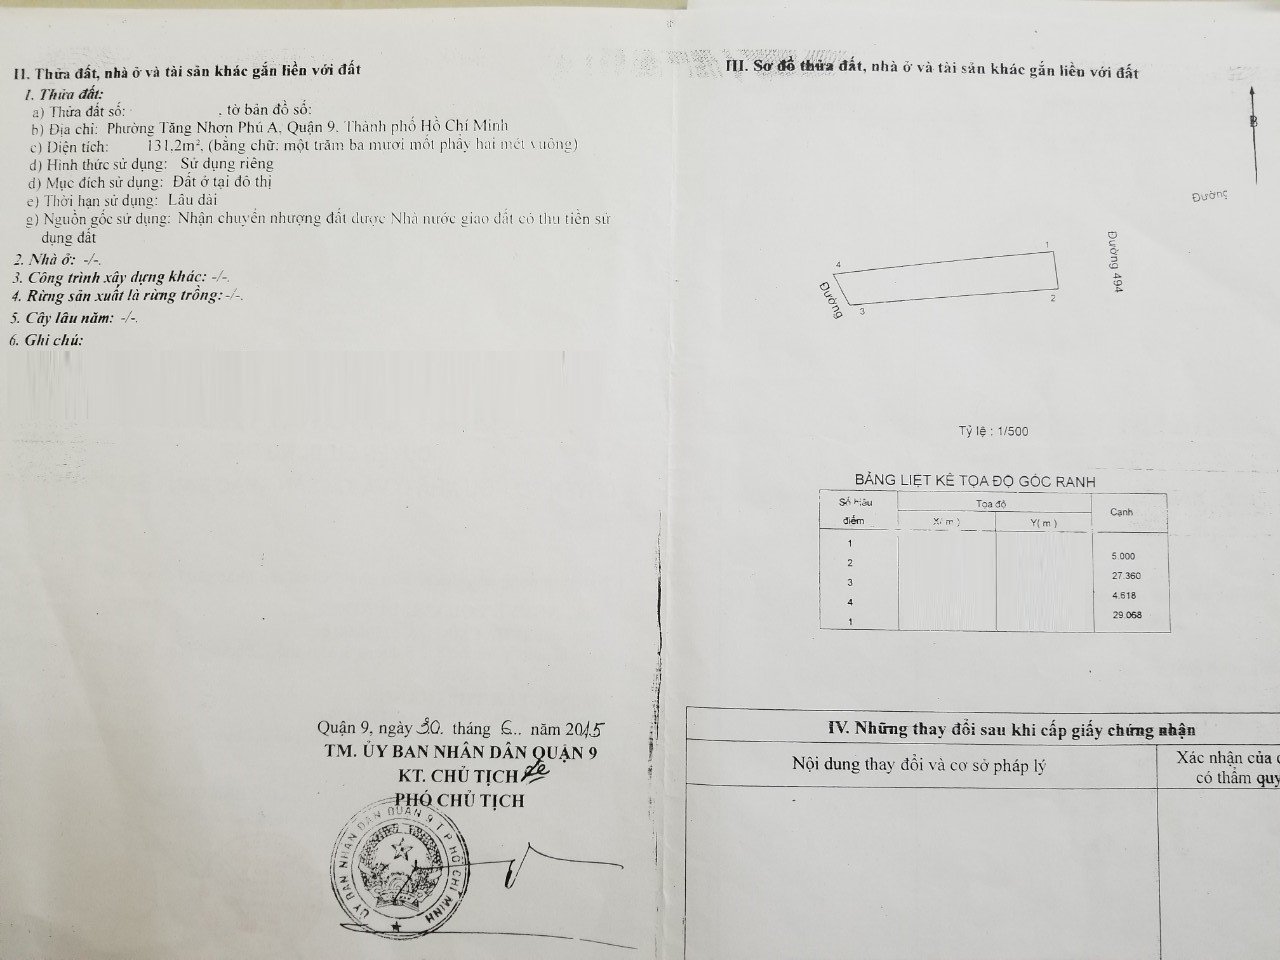 II. Thửa đất, nhà ở và tài sản khác gắn liền với đất
1. Thửa đất:
a) Thửa đất số: , tờ bản đồ số:
b) Địa chỉ: Phường Tăng Nhơn Phú A, Quận 9, Thành phố Hồ Chí Minh
c) Diện tích: 131,2m², (bằng chữ: một trăm ba mươi mốt phẩy hai mét vuông)
d) Hình thức sử dụng: Sử dụng riêng
đ) Mục đích sử dụng: Đất ở tại đô thị
e) Thời hạn sử dụng: Lâu dài
g) Nguồn gốc sử dụng: Nhận chuyển nhượng đất được Nhà nước giao đất có thu tiền sử
dụng đất
2. Nhà ở: -/-.
3. Công trình xây dựng khác: -/-.
4. Rừng sản xuất là rừng trồng: -/-.
5. Cây lâu năm: -/-.
6. Ghi chú:
Quận 9, ngày 30. tháng 6.. năm 2015
TM. ỦY BAN NHÂN DÂN QUẬN 9
KT. CHỦ TỊCH
PHÓ CHỦ TỊCH
ỦY BAN NHÂN DÂN QUẬN 9 T.P HỒ CHÍ MINH
III. Sơ đồ thửa đất, nhà ở và tài sản khác gắn liền với đất
B
Đường
Đường 494
1
4
Đường
3
2
Tỷ lệ : 1/500
BẢNG LIỆT KÊ TỌA ĐỘ GÓC RANH
Số hiệu
điểm
Tọa độ
Cạnh
X( m )
Y( m )
1
5.000
2
27.360
3
4.618
4
29.068
1
IV. Những thay đổi sau khi cấp giấy chứng nhận
Nội dung thay đổi và cơ sở pháp lý
Xác nhận của c
có thẩm quy